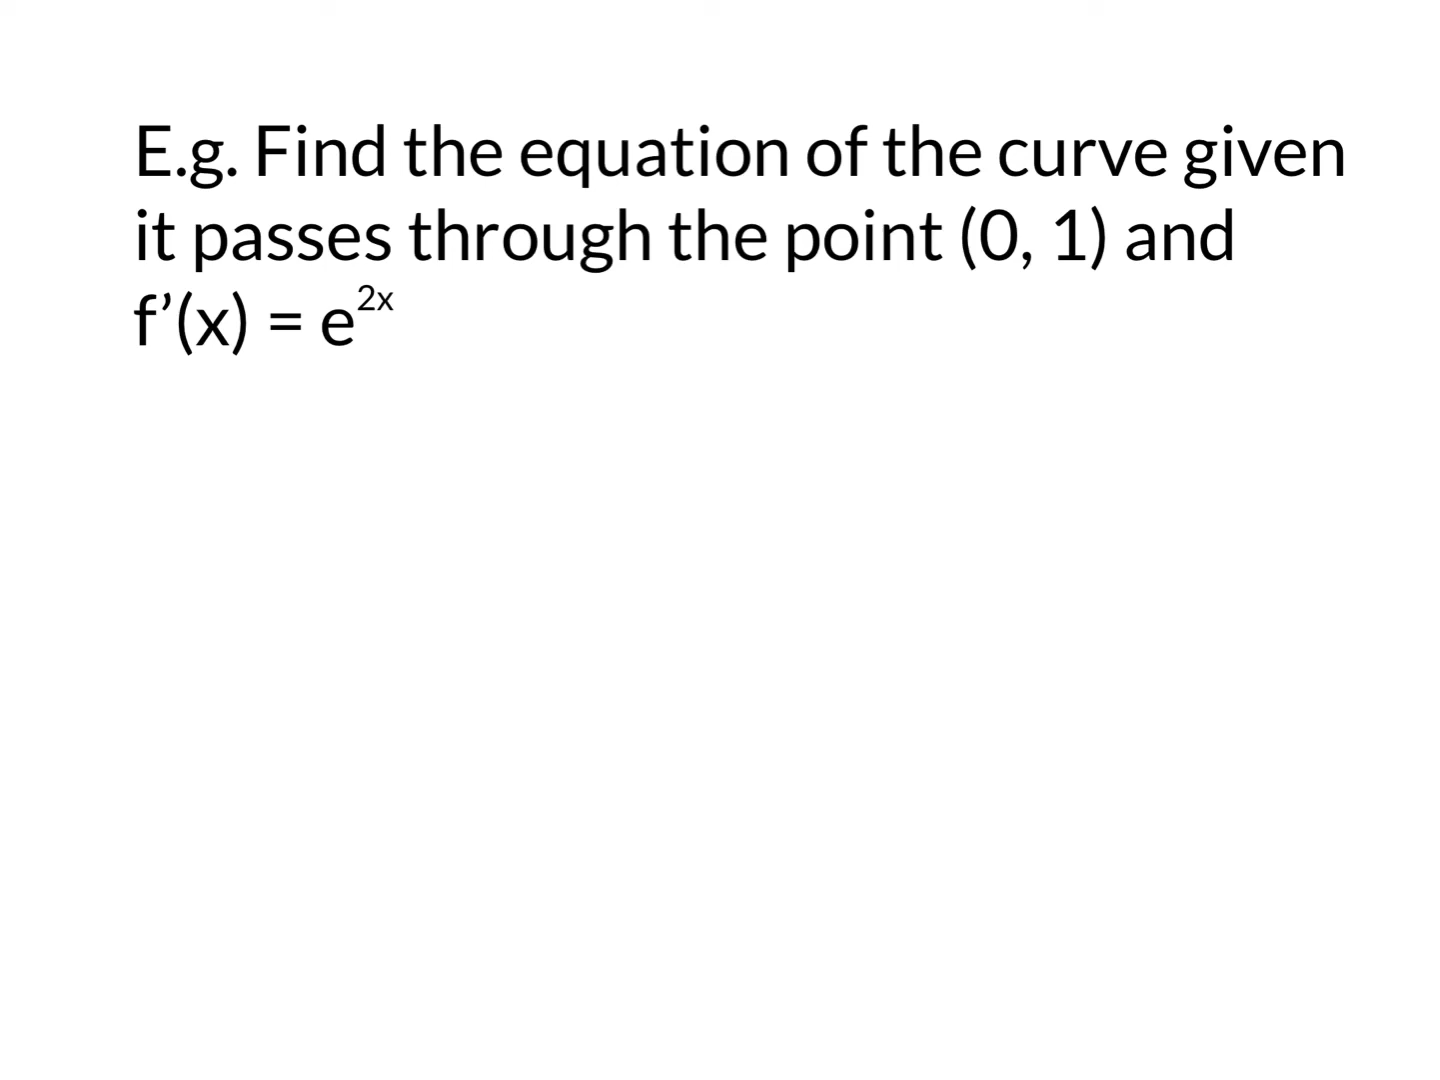 E.g. Find the equation of the curve given
it passes through the point (0, 1) and
f’(x) = e²ˣ